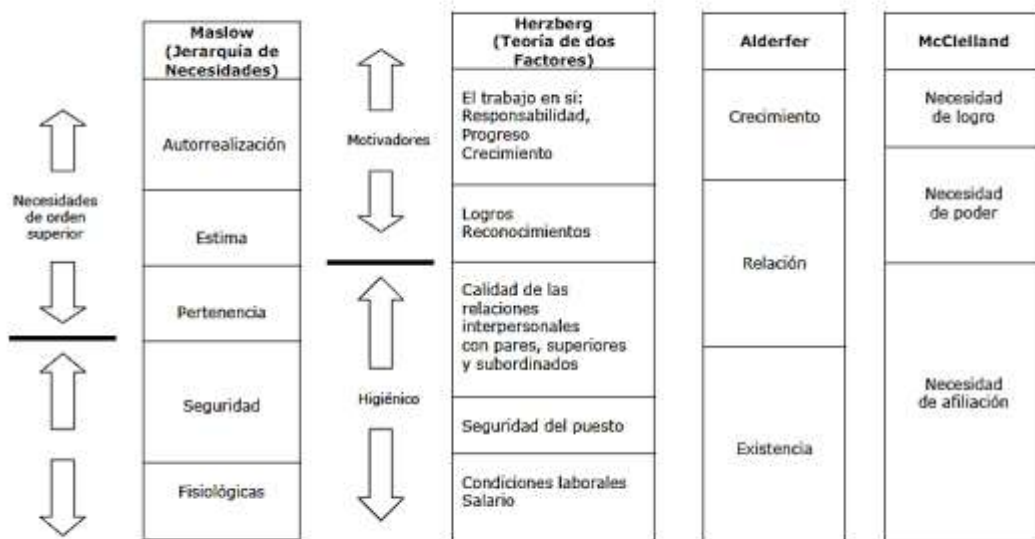 Necesidades
de orden
superior
Maslow
(Jerarquía de
Necesidades)
Autorrealización
Estima
Pertenencia
Seguridad
Fisiológicas
Motivadores
Higiénico
Herzberg
(Teoría de dos
Factores)
El trabajo en sí:
Responsabilidad,
Progreso
Crecimiento
Logros
Reconocimientos
Calidad de las
relaciones
interpersonales
con pares, superiores
y subordinados
Seguridad del puesto
Condiciones laborales
Salario
Alderfer
Crecimiento
Relación
Existencia
McClelland
Necesidad
de logro
Necesidad
de poder
Necesidad
de afiliación